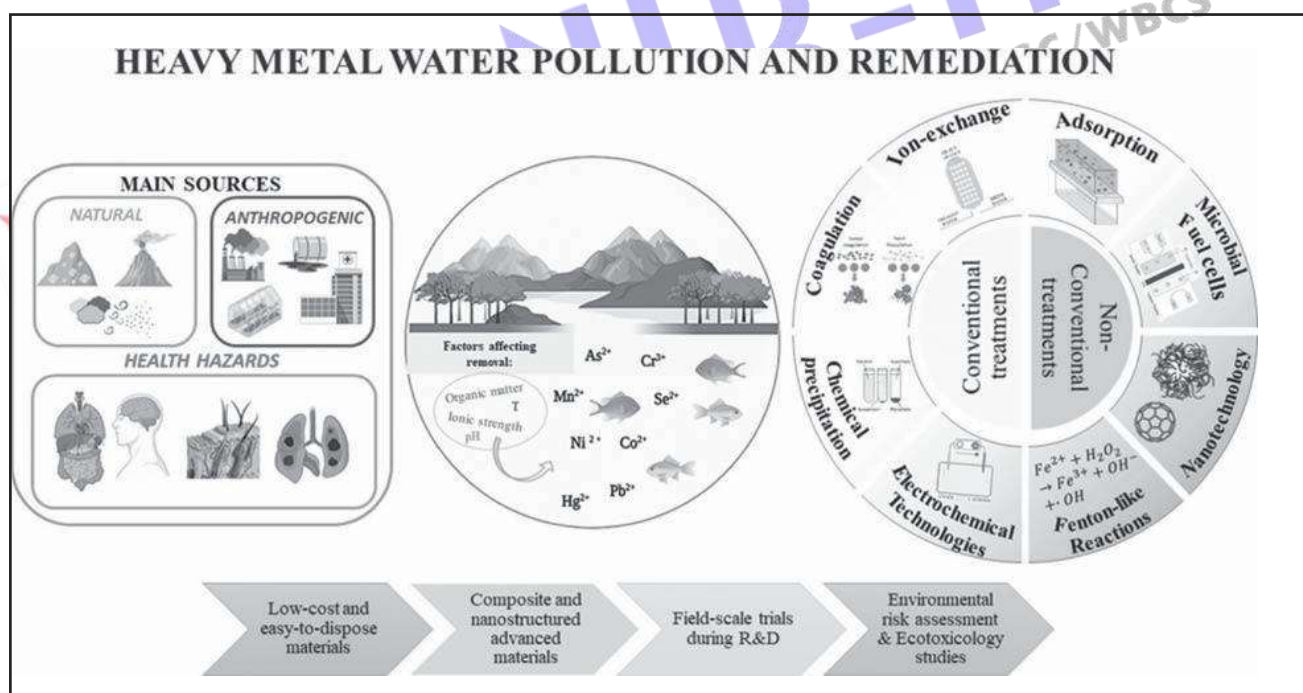 HEAVY METAL WATER POLLUTION AND REMEDIATION
MAIN SOURCES
NATURAL
ANTHROPOGENIC
HEALTH HAZARDS
Factors affecting
removal:
Organic matter
T
Ionic strength
pH
As²⁺
Cr³⁺
Mn²⁺
Se²⁺
Ni²⁺
Co²⁺
Hg²⁺
Pb²⁺
Conventional
treatments
Non-
Conventional
treatments
Ion-exchange
Adsorption
Coagulation
Microbial
Fuel cells
Chemical
precipitation
Nanotechnology
Electrochemical
Technologies
Fe²⁺ + H₂O₂
→ Fe³⁺ + OH⁻
+· OH
Fenton-like
Reactions
Low-cost and
easy-to-dispose
materials
Composite and
nanostructured
advanced
materials
Field-scale trials
during R&D
Environmental
risk assessment
& Ecotoxicology
studies